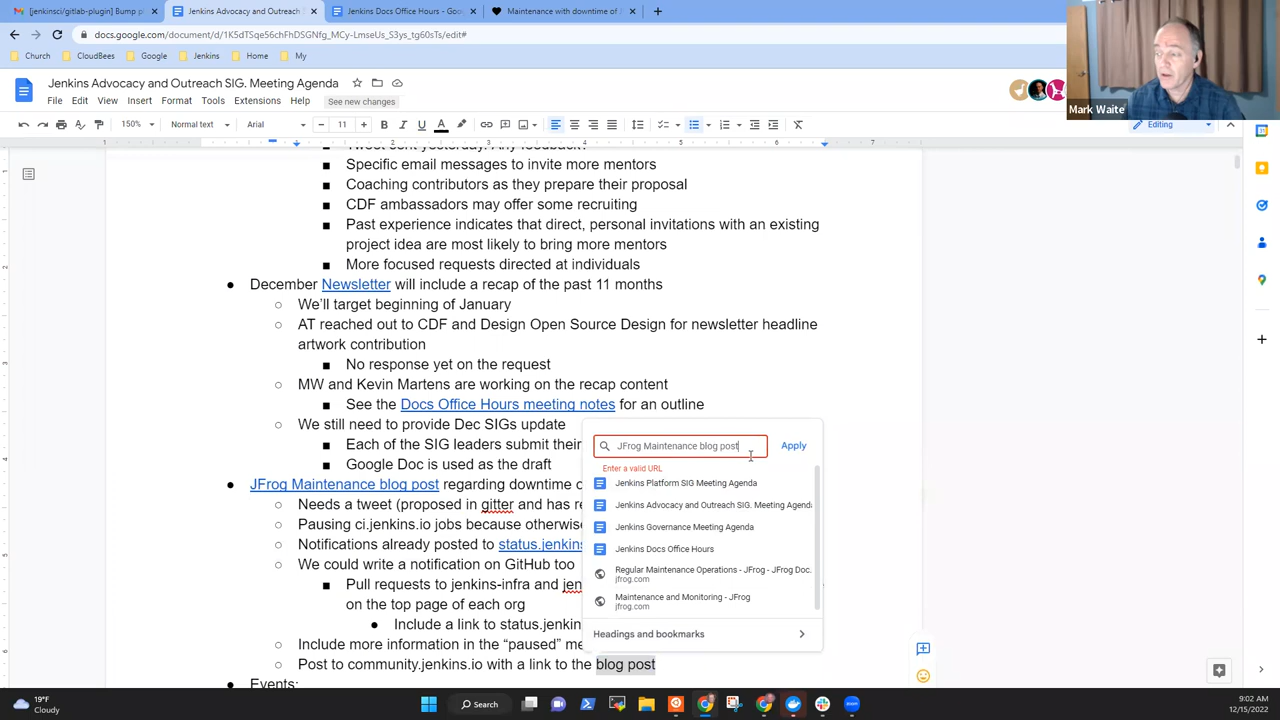 [jenkinsci/gitlab-plugin] Bump p
Jenkins Advocacy and Outreach
Jenkins Docs Office Hours - Goo
Maintenance with downtime of J
docs.google.com/document/d/1K5dTSqe56chFhDSGNfg_MCy-LmseUs_S3ys_tg60sTs/edit#
Church
CloudBees
Google
Jenkins
Home
My
Jenkins Advocacy and Outreach SIG. Meeting Agenda
File Edit View Insert Format Tools Extensions Help See new changes
150% Normal text Arial 11
Editing
Mark Waite
1 1 2 3 4 5 6 7
Specific email messages to invite more mentors
Coaching contributors as they prepare their proposal
CDF ambassadors may offer some recruiting
Past experience indicates that direct, personal invitations with an existing
project idea are most likely to bring more mentors
More focused requests directed at individuals
December Newsletter will include a recap of the past 11 months
We'll target beginning of January
AT reached out to CDF and Design Open Source Design for newsletter headline
artwork contribution
No response yet on the request
MW and Kevin Martens are working on the recap content
See the Docs Office Hours meeting notes for an outline
We still need to provide Dec SIGs update
Each of the SIG leaders submit their
Google Doc is used as the draft
JFrog Maintenance blog post regarding downtime o
Needs a tweet (proposed in gitter and has re
Pausing ci.jenkins.io jobs because otherwise
Notifications already posted to status.jenkins
We could write a notification on GitHub too
Pull requests to jenkins-infra and jen
on the top page of each org
Include a link to status.jenkin
Include more information in the “paused” me
Post to community.jenkins.io with a link to the blog post
Events:
JFrog Maintenance blog post
Apply
Enter a valid URL
Jenkins Platform SIG Meeting Agenda
Jenkins Advocacy and Outreach SIG. Meeting Agenda
Jenkins Governance Meeting Agenda
Jenkins Docs Office Hours
Regular Maintenance Operations - JFrog - JFrog Doc.
jfrog.com
Maintenance and Monitoring - JFrog
jfrog.com
Headings and bookmarks
19°F
Cloudy
Search
9:02 AM
12/15/2022